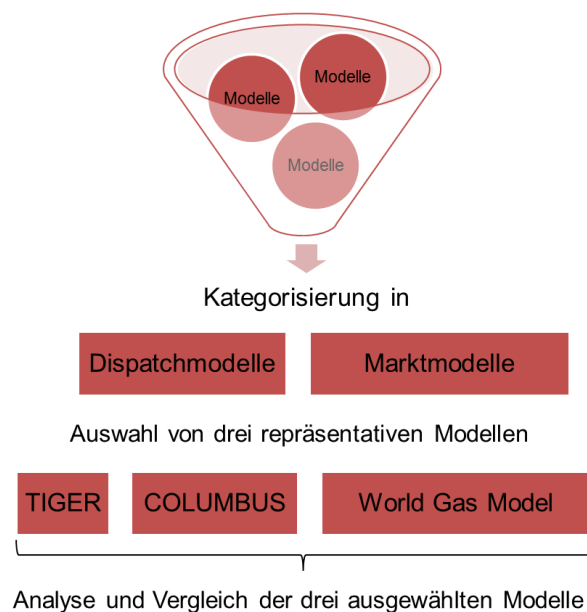 Modelle
Modelle
Modelle
Kategorisierung in
Dispatchmodelle Marktmodelle
Auswahl von drei repräsentativen Modellen
TIGER COLUMBUS World Gas Model
Analyse und Vergleich der drei ausgewählten Modelle